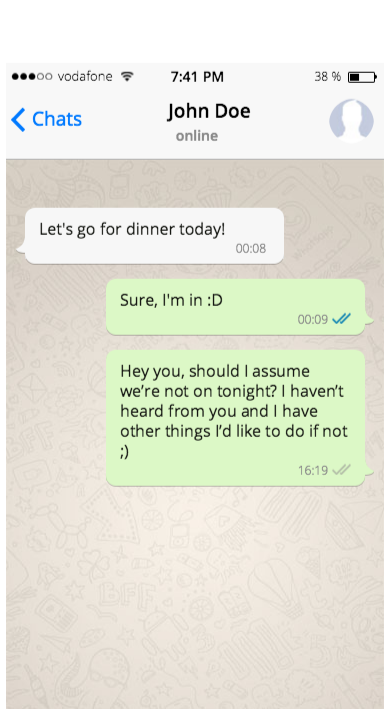 vodafone 7:41 PM 38 %
Chats John Doe
online
Let's go for dinner today!
00:08
Sure, I'm in :D
00:09
Hey you, should I assume
we’re not on tonight? I haven’t
heard from you and I have
other things I’d like to do if not
;)
16:19
BFF